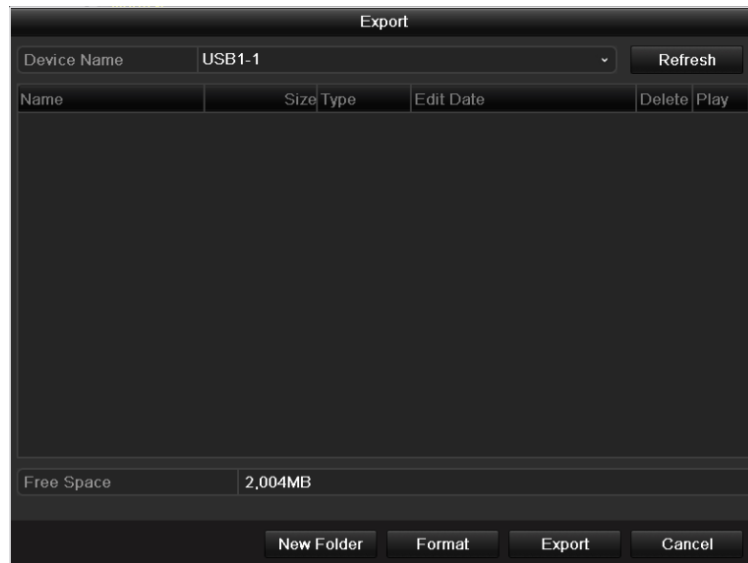 Export
Device Name USB1-1 Refresh
Name Size Type Edit Date Delete Play
Free Space 2,004MB
New Folder Format Export Cancel